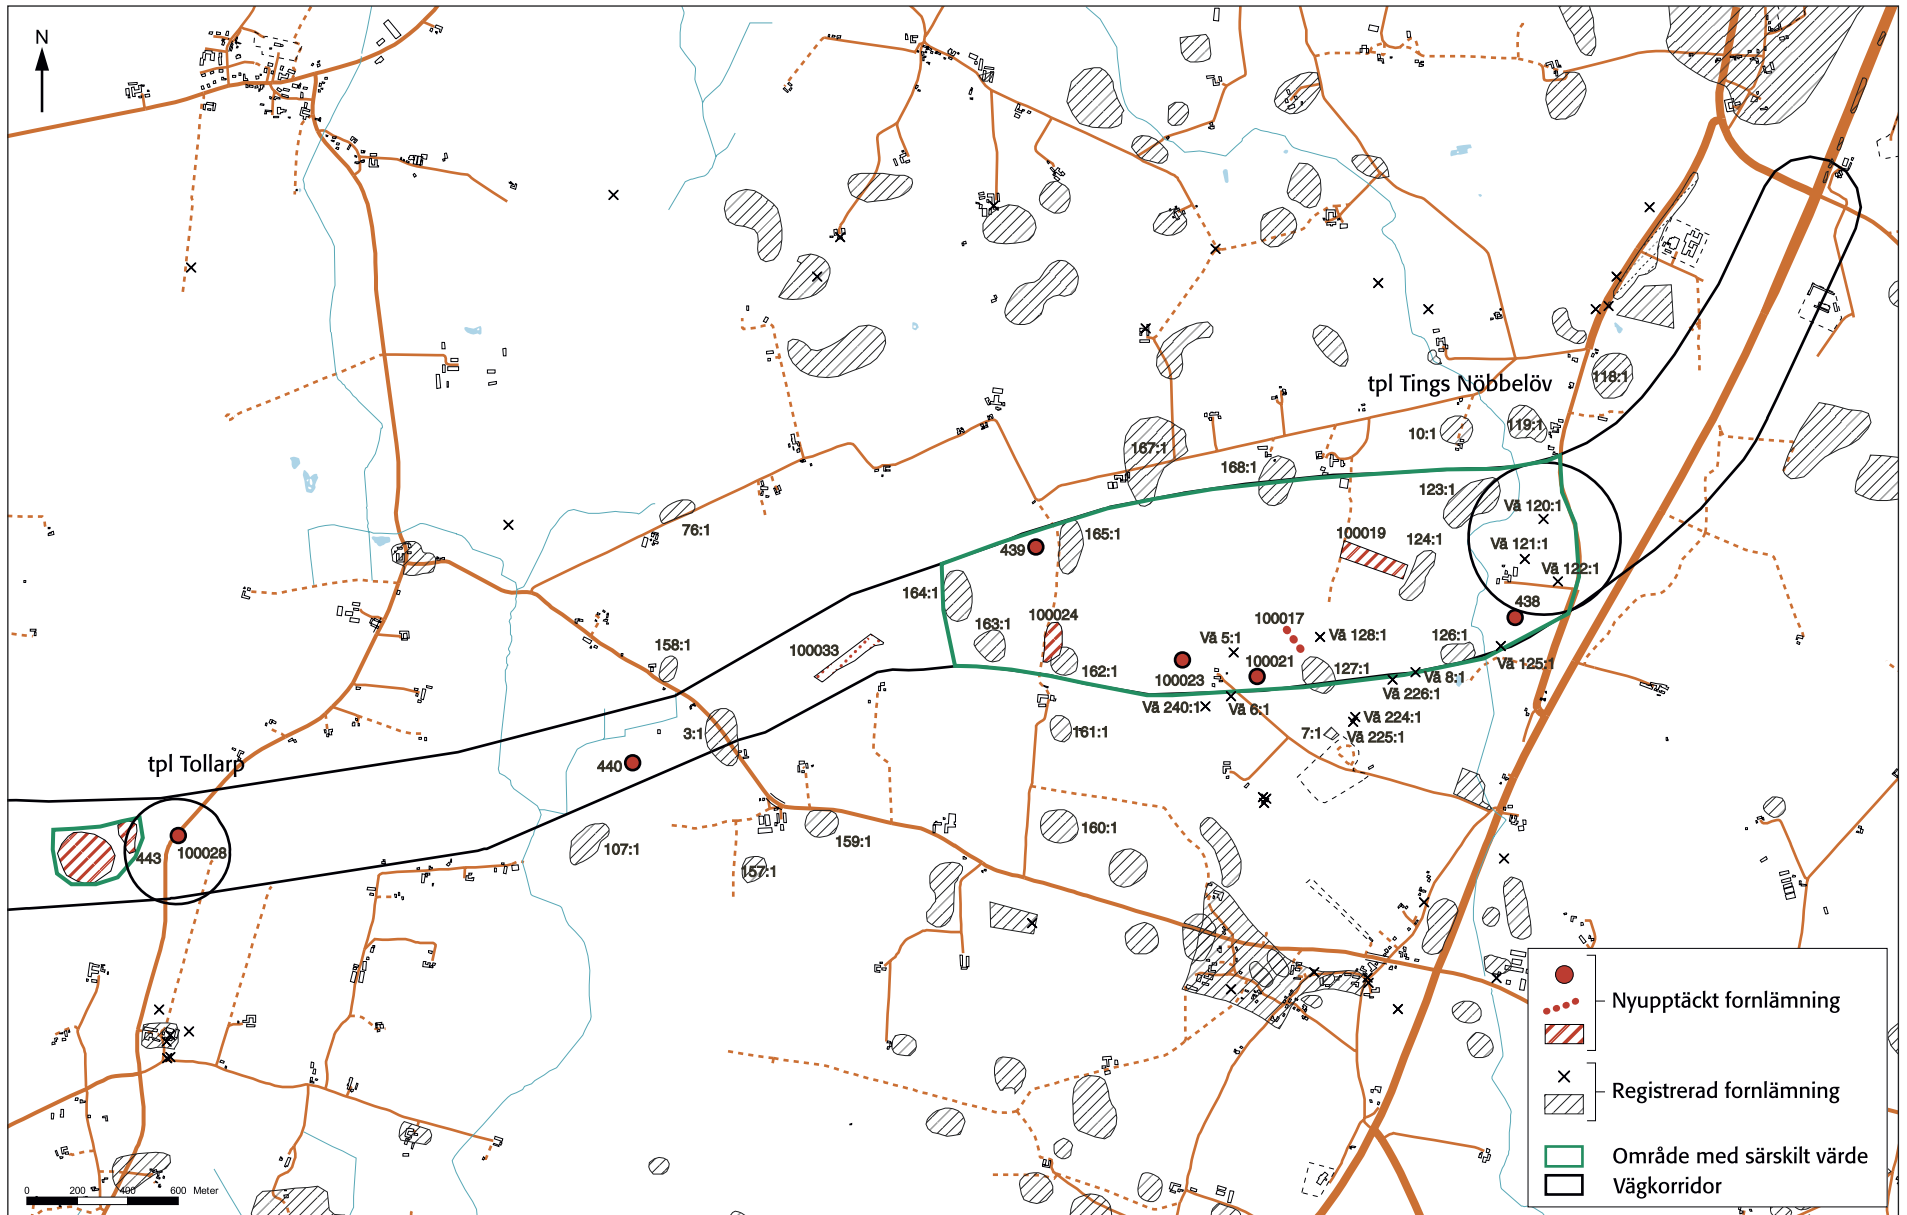 N
tpl Tings Nöbbelöv
118:1
119:1
10:1
167:1
168:1
123:1
Vä 120:1
76:1
165:1
439
100019
124:1
Vä 121:1
Vä 122:1
164:1
438
163:1
100024
100017
Vä 128:1
Vä 5:1
126:1
158:1
100033
162:1
100023
100021
127:1
Vä 8:1
Vä 125:1
Vä 226:1
Vä 240:1
Vä 6:1
Vä 224:1
7:1
Vä 225:1
3:1
161:1
tpl Tollarp
440
160:1
159:1
107:1
443
100028
157:1
Nyupptäckt fornlämning
Registrerad fornlämning
Område med särskilt värde
Vägkorridor
0 200 400 600 Meter